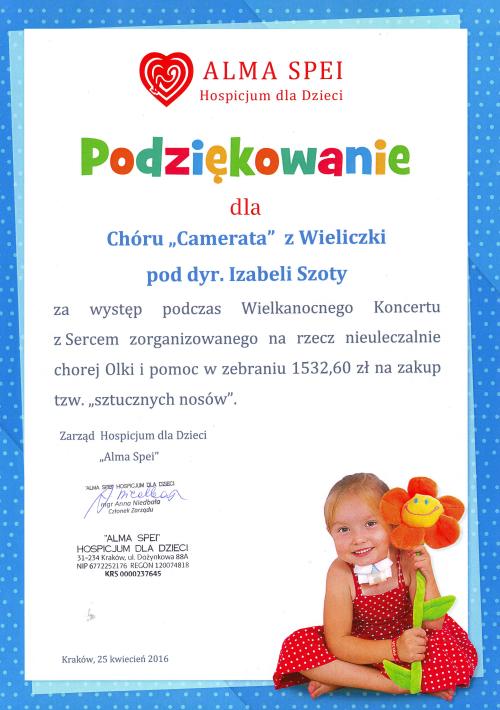 ALMA SPEI
Hospicjum dla Dzieci
Podziękowanie
dla
Chóru „Camerata” z Wieliczki
pod dyr. Izabeli Szoty
za występ podczas Wielkanocnego Koncertu
z Sercem zorganizowanego na rzecz nieuleczalnie
chorej Olki i pomoc w zebraniu 1532,60 zł na zakup
tzw. „sztucznych nosów”.
Zarząd Hospicjum dla Dzieci
„Alma Spei”
"ALMA SPEI" HOSPICJUM DLA DZIECI
mgr Anna Niedbała
Członek Zarządu
"ALMA SPEI"
HOSPICJUM DLA DZIECI
31-234 Kraków, ul. Dożynkowa 88A
NIP 6772252176 REGON 120074818
KRS 0000237645
Kraków, 25 kwiecień 2016